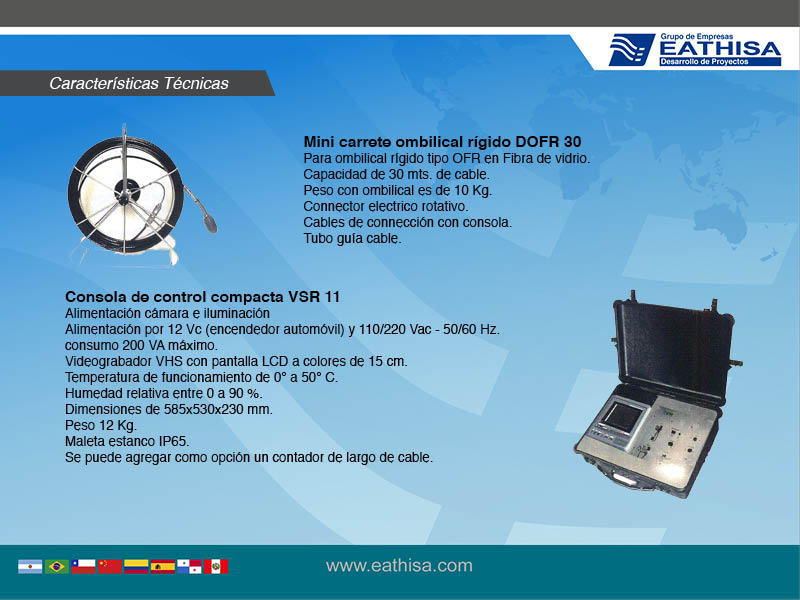 Grupo de Empresas
EATHISA
Desarrollo de Proyectos
Características Técnicas
Mini carrete ombilical rígido DOFR 30
Para ombilical rígido tipo OFR en Fibra de vidrio.
Capacidad de 30 mts. de cable.
Peso con ombilical es de 10 Kg.
Connector electrico rotativo.
Cables de connección con consola.
Tubo guía cable.
Consola de control compacta VSR 11
Alimentación cámara e iluminación
Alimentación por 12 Vc (encendedor automóvil) y 110/220 Vac - 50/60 Hz.
consumo 200 VA máximo.
Videograbador VHS con pantalla LCD a colores de 15 cm.
Temperatura de funcionamiento de 0° a 50° C.
Humedad relativa entre 0 a 90 %.
Dimensiones de 585x530x230 mm.
Peso 12 Kg.
Maleta estanco IP65.
Se puede agregar como opción un contador de largo de cable.
www.eathisa.com